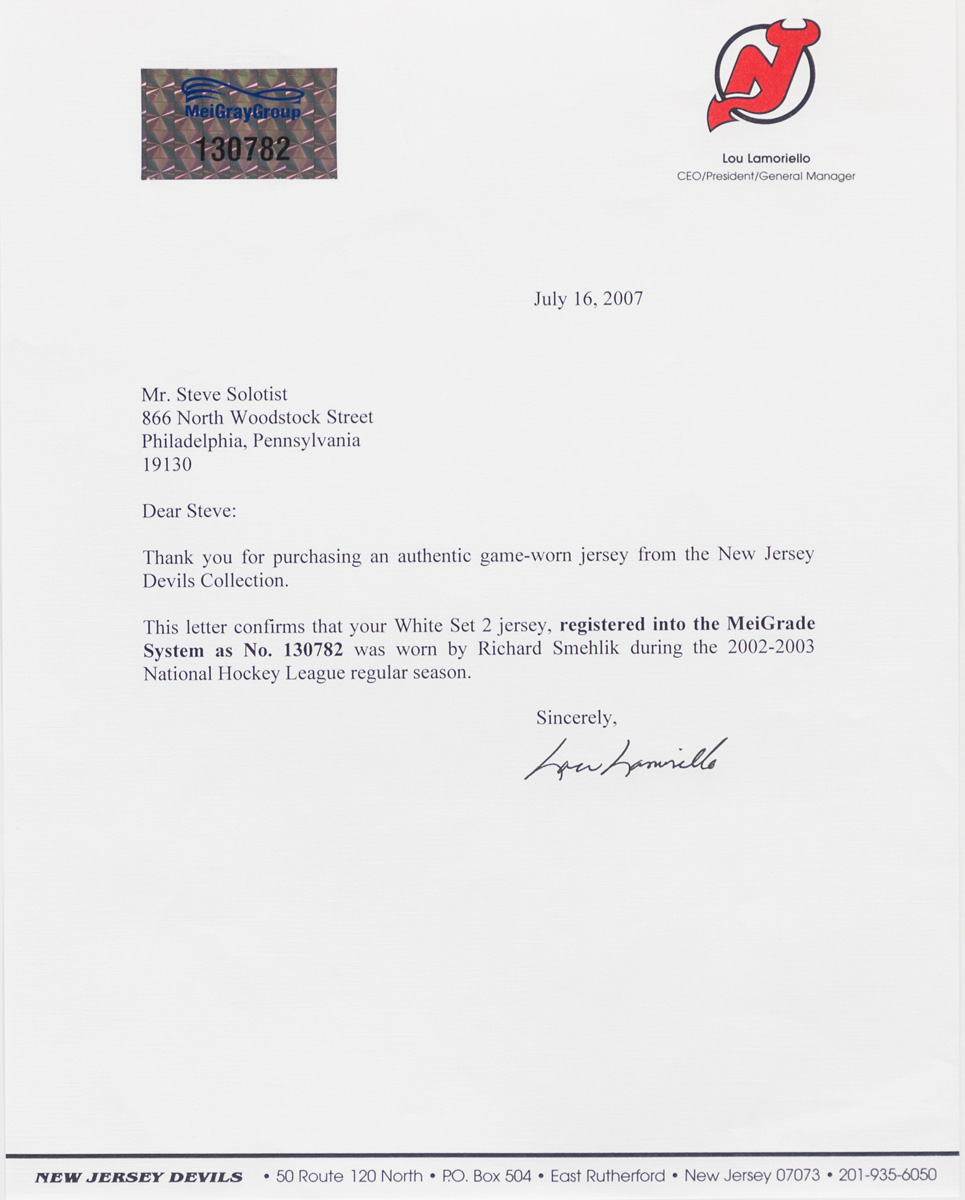 MeiGrayGroup
130782
NJ
Lou Lamoriello
CEO/President/General Manager
July 16, 2007
Mr. Steve Solotist
866 North Woodstock Street
Philadelphia, Pennsylvania
19130
Dear Steve:
Thank you for purchasing an authentic game-worn jersey from the New Jersey
Devils Collection.
This letter confirms that your White Set 2 jersey, registered into the MeiGrade
System as No. 130782 was worn by Richard Smehlik during the 2002-2003
National Hockey League regular season.
Sincerely,
Lou Lamoriello
NEW JERSEY DEVILS • 50 Route 120 North • P.O. Box 504 • East Rutherford • New Jersey 07073 • 201-935-6050